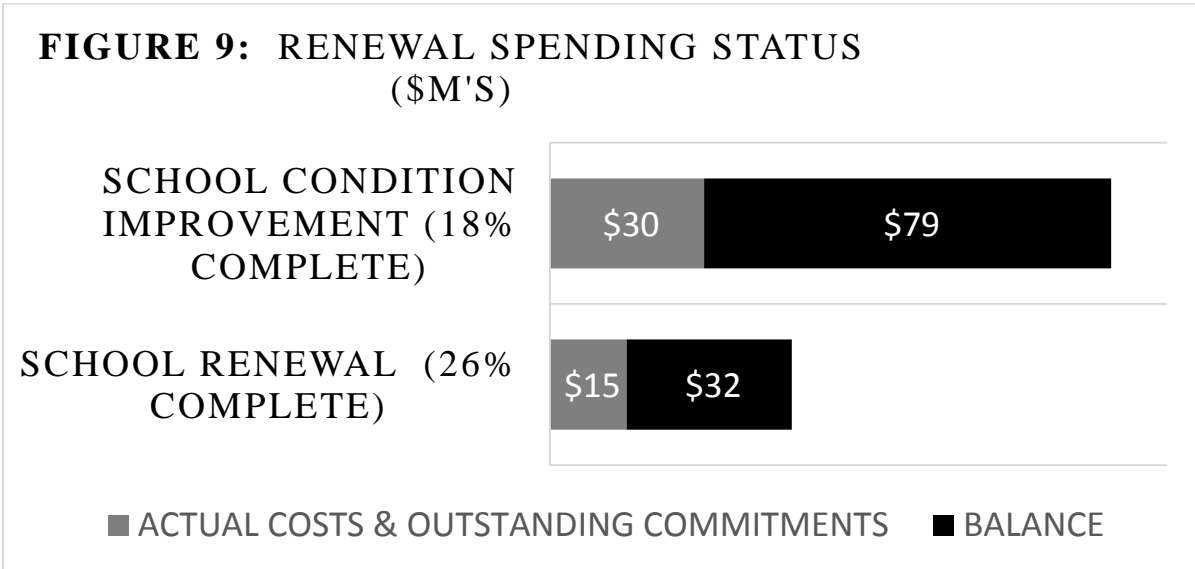 FIGURE 9: RENEWAL SPENDING STATUS
($M'S)
SCHOOL CONDITION
IMPROVEMENT (18%
COMPLETE)
$30 $79
SCHOOL RENEWAL (26%
COMPLETE)
$15 $32
ACTUAL COSTS & OUTSTANDING COMMITMENTS BALANCE